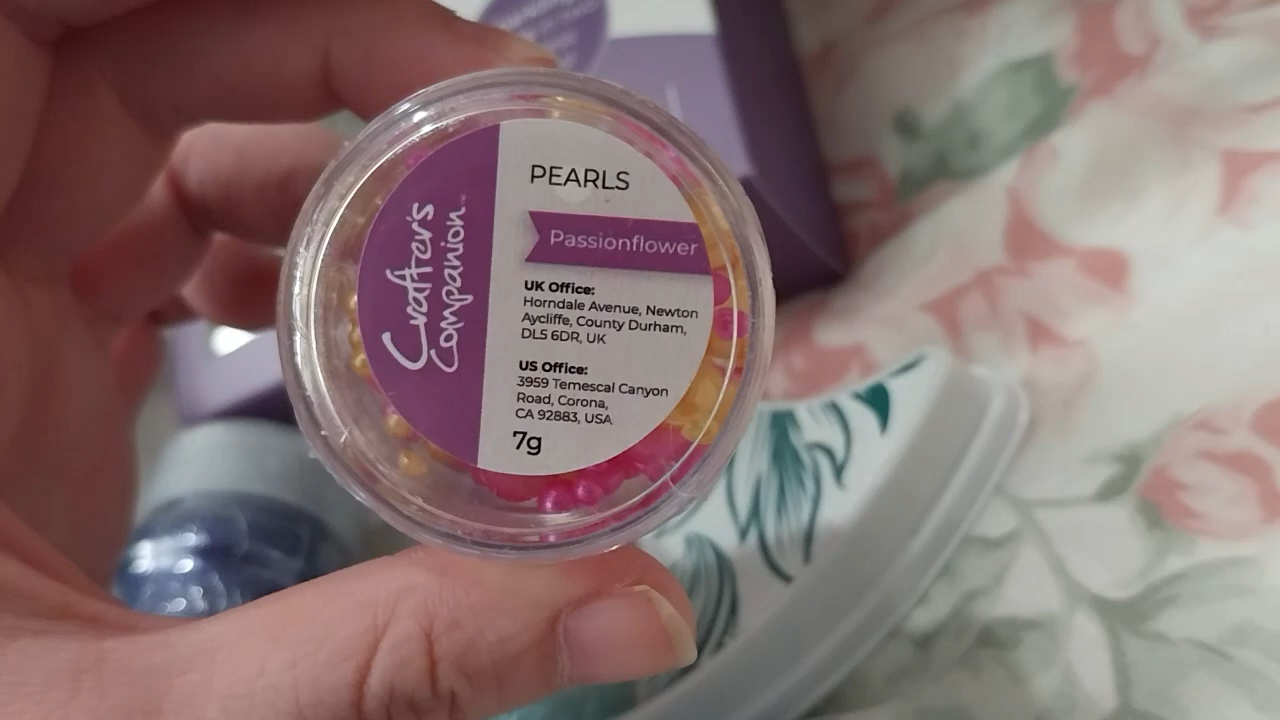 Crafter's
Companion
PEARLS
Passionflower
UK Office:
Horndale Avenue, Newton
Aycliffe, County Durham,
DL5 6DR, UK
US Office:
3959 Temescal Canyon
Road, Corona,
CA 92883, USA
7g